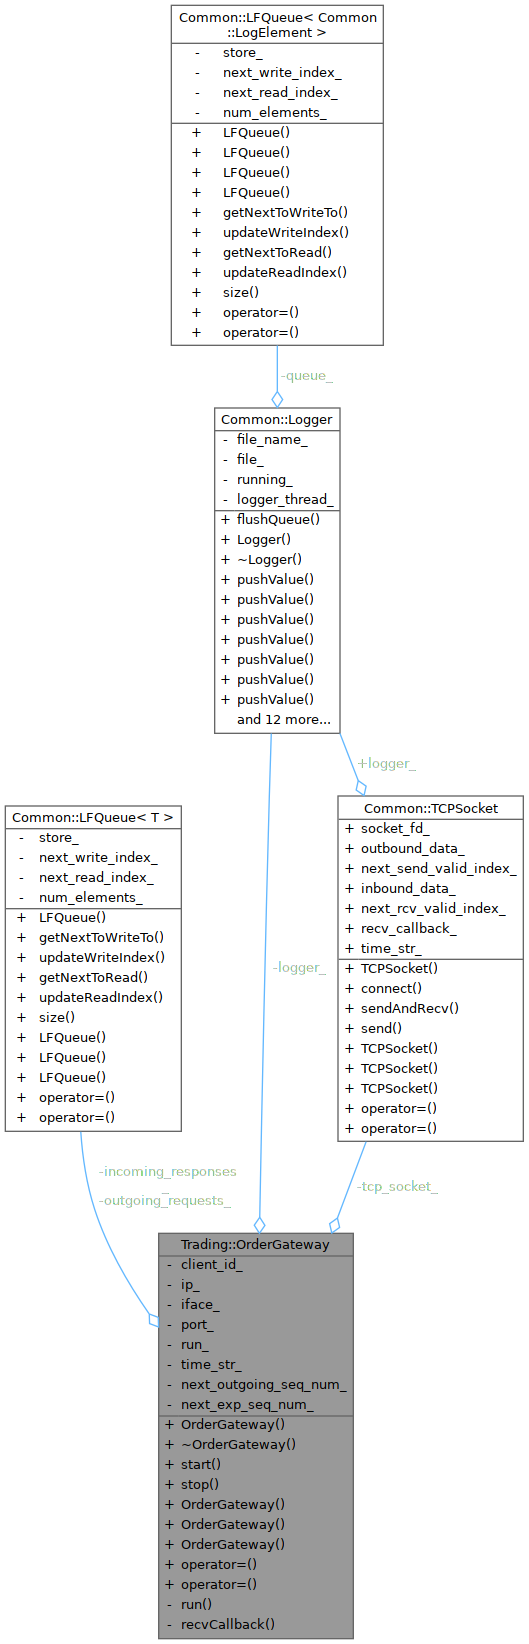 Common::LFQueue< Common
::LogElement >
- store_
- next_write_index_
- next_read_index_
- num_elements_
+ LFQueue()
+ LFQueue()
+ LFQueue()
+ LFQueue()
+ getNextToWriteTo()
+ updateWriteIndex()
+ getNextToRead()
+ updateReadIndex()
+ size()
+ operator=()
+ operator=()
-queue_
Common::Logger
- file_name_
- file_
- running_
- logger_thread_
+ flushQueue()
+ Logger()
+ ~Logger()
+ pushValue()
+ pushValue()
+ pushValue()
+ pushValue()
+ pushValue()
+ pushValue()
+ pushValue()
and 12 more...
+logger_
Common::LFQueue< T >
- store_
- next_write_index_
- next_read_index_
- num_elements_
+ LFQueue()
+ getNextToWriteTo()
+ updateWriteIndex()
+ getNextToRead()
+ updateReadIndex()
+ size()
+ LFQueue()
+ LFQueue()
+ LFQueue()
+ operator=()
+ operator=()
-logger_
Common::TCPSocket
+ socket_fd_
+ outbound_data_
+ next_send_valid_index_
+ inbound_data_
+ next_rcv_valid_index_
+ recv_callback_
+ time_str_
+ TCPSocket()
+ connect()
+ sendAndRecv()
+ send()
+ TCPSocket()
+ TCPSocket()
+ TCPSocket()
+ operator=()
+ operator=()
-incoming_responses
_
-outgoing_requests_
-tcp_socket_
Trading::OrderGateway
- client_id_
- ip_
- iface_
- port_
- run_
- time_str_
- next_outgoing_seq_num_
- next_exp_seq_num_
+ OrderGateway()
+ ~OrderGateway()
+ start()
+ stop()
+ OrderGateway()
+ OrderGateway()
+ OrderGateway()
+ operator=()
+ operator=()
- run()
- recvCallback()